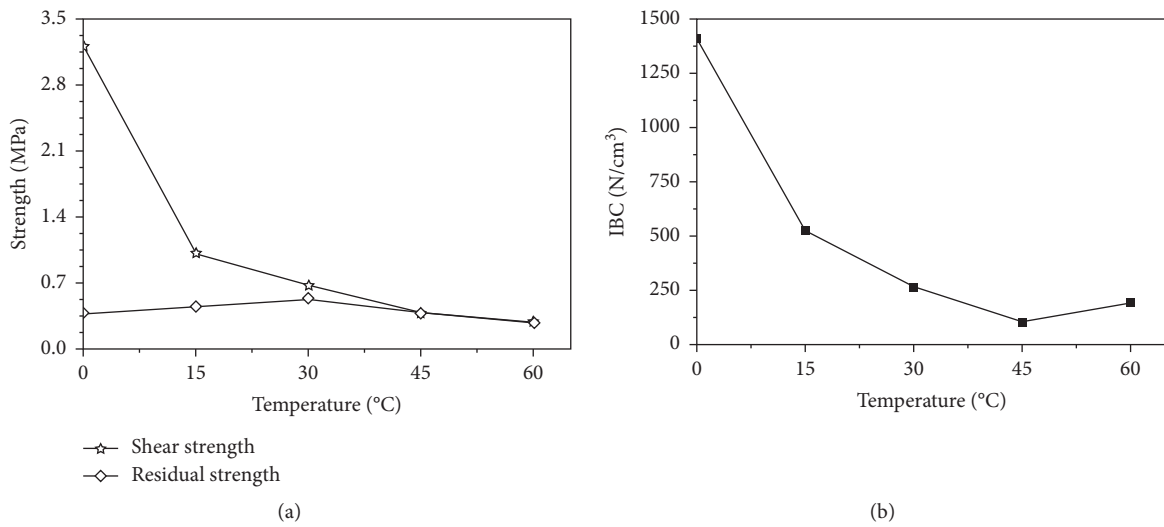 3.5
2.8
2.1
1.4
0.7
0.0
Strength (MPa)
0 15 30 45 60
Temperature (°C)
Shear strength
Residual strength
(a)
1500
1250
1000
750
500
250
0
IBC (N/cm³)
0 15 30 45 60
Temperature (°C)
(b)